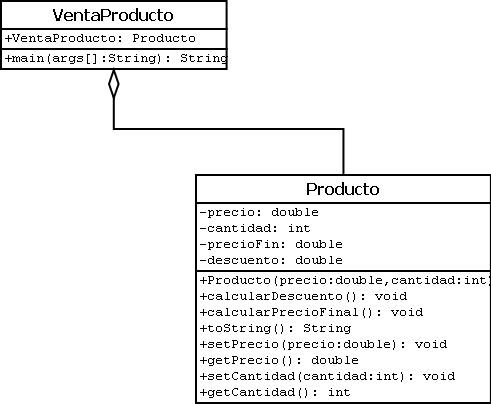 VentaProducto
+VentaProducto: Producto
+main(args[]:String): String
Producto
-precio: double
-cantidad: int
-precioFin: double
-descuento: double
+Producto(precio:double,cantidad:int)
+calcularDescuento(): void
+calcularPrecioFinal(): void
+toString(): String
+setPrecio(precio:double): void
+getPrecio(): double
+setCantidad(cantidad:int): void
+getCantidad(): int